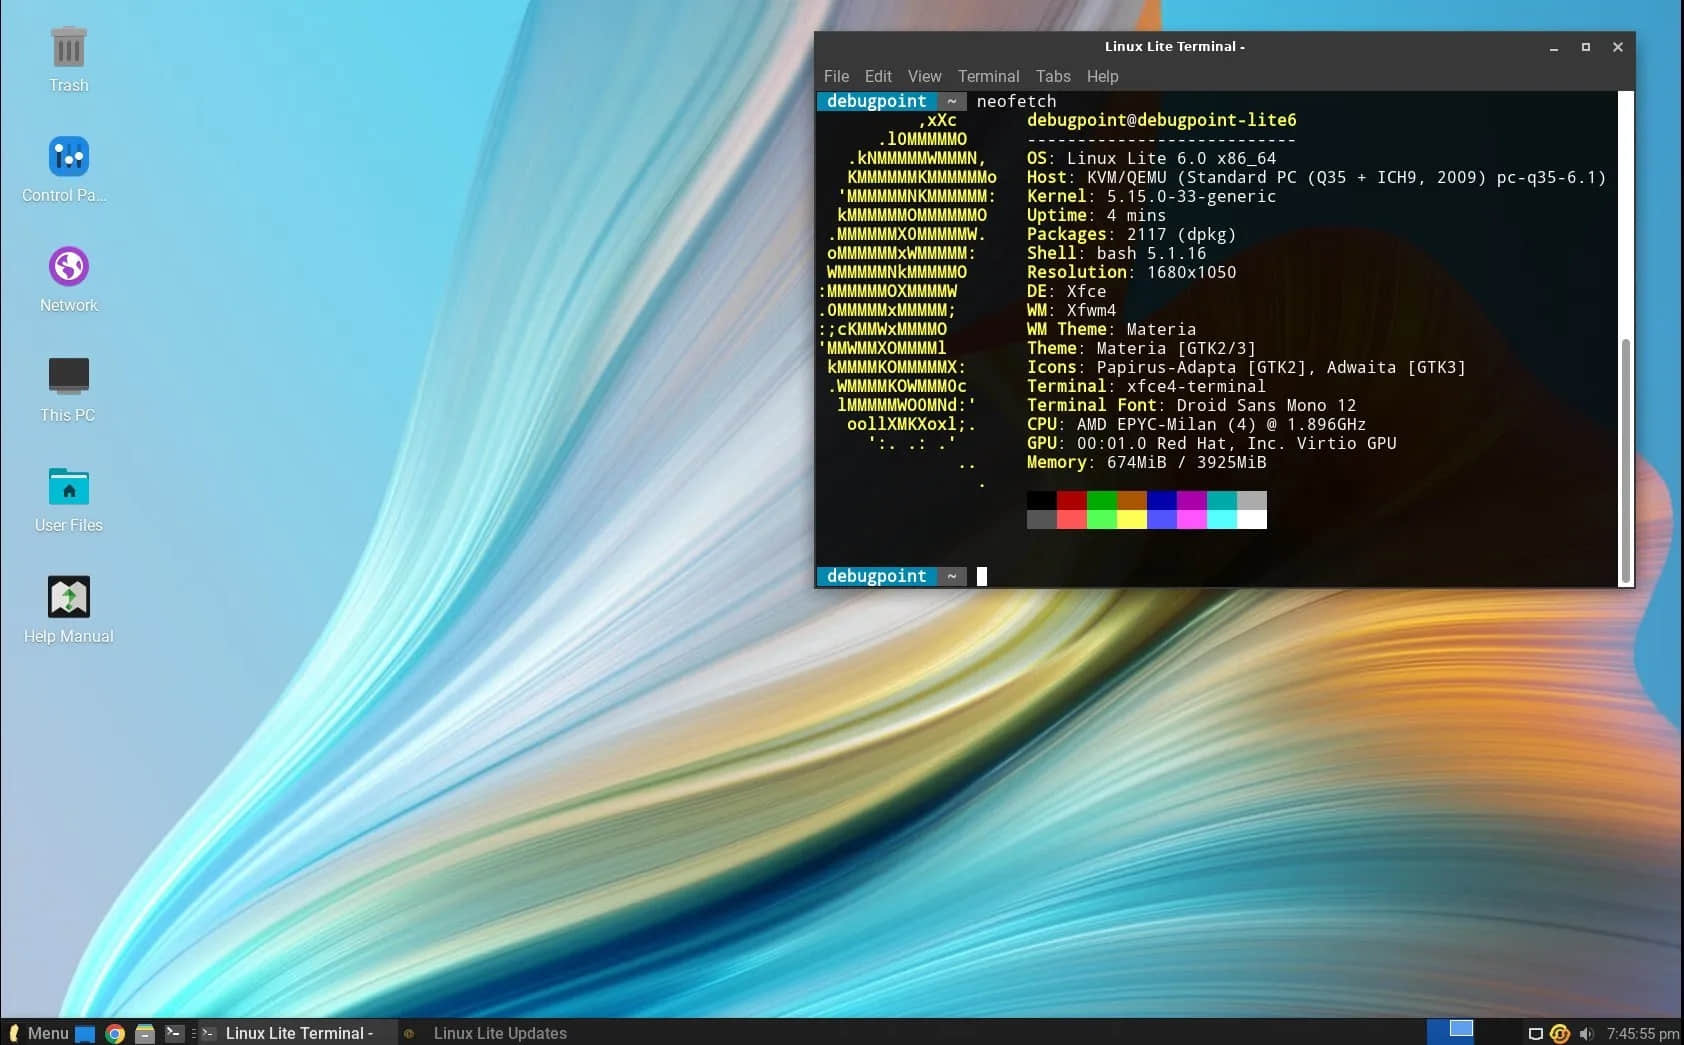 Trash
Control Pa...
Network
This PC
User Files
Help Manual
Linux Lite Terminal -
File Edit View Terminal Tabs Help
debugpoint ~ neofetch
,xXc
.l0MMMMMO
.kNMMMMMWMMMN,
KMMMMMMKMMMMMMo
'MMMMMMNKMMMMMM:
kMMMMMMOMMMMMMO
.MMMMMMX0MMMMMW.
oMMMMMMxWMMMMM:
WMMMMMNkMMMMMO
:MMMMMMOXMMMMW
.0MMMMMxMMMMM;
:;cKMMWxMMMMO
'MMWMMXOMMMMl
kMMMMKOMMMMMX:
.WMMMMKOWMMM0c
lMMMMMWO0MNd:'
oollXMKXoxl;.
':. .: .'
..
.
debugpoint@debugpoint-lite6
---------------------------
OS: Linux Lite 6.0 x86_64
Host: KVM/QEMU (Standard PC (Q35 + ICH9, 2009) pc-q35-6.1)
Kernel: 5.15.0-33-generic
Uptime: 4 mins
Packages: 2117 (dpkg)
Shell: bash 5.1.16
Resolution: 1680x1050
DE: Xfce
WM: Xfwm4
WM Theme: Materia
Theme: Materia [GTK2/3]
Icons: Papirus-Adapta [GTK2], Adwaita [GTK3]
Terminal: xfce4-terminal
Terminal Font: Droid Sans Mono 12
CPU: AMD EPYC-Milan (4) @ 1.896GHz
GPU: 00:01.0 Red Hat, Inc. Virtio GPU
Memory: 674MiB / 3925MiB
debugpoint ~
Menu Linux Lite Terminal - Linux Lite Updates 7:45:55 pm